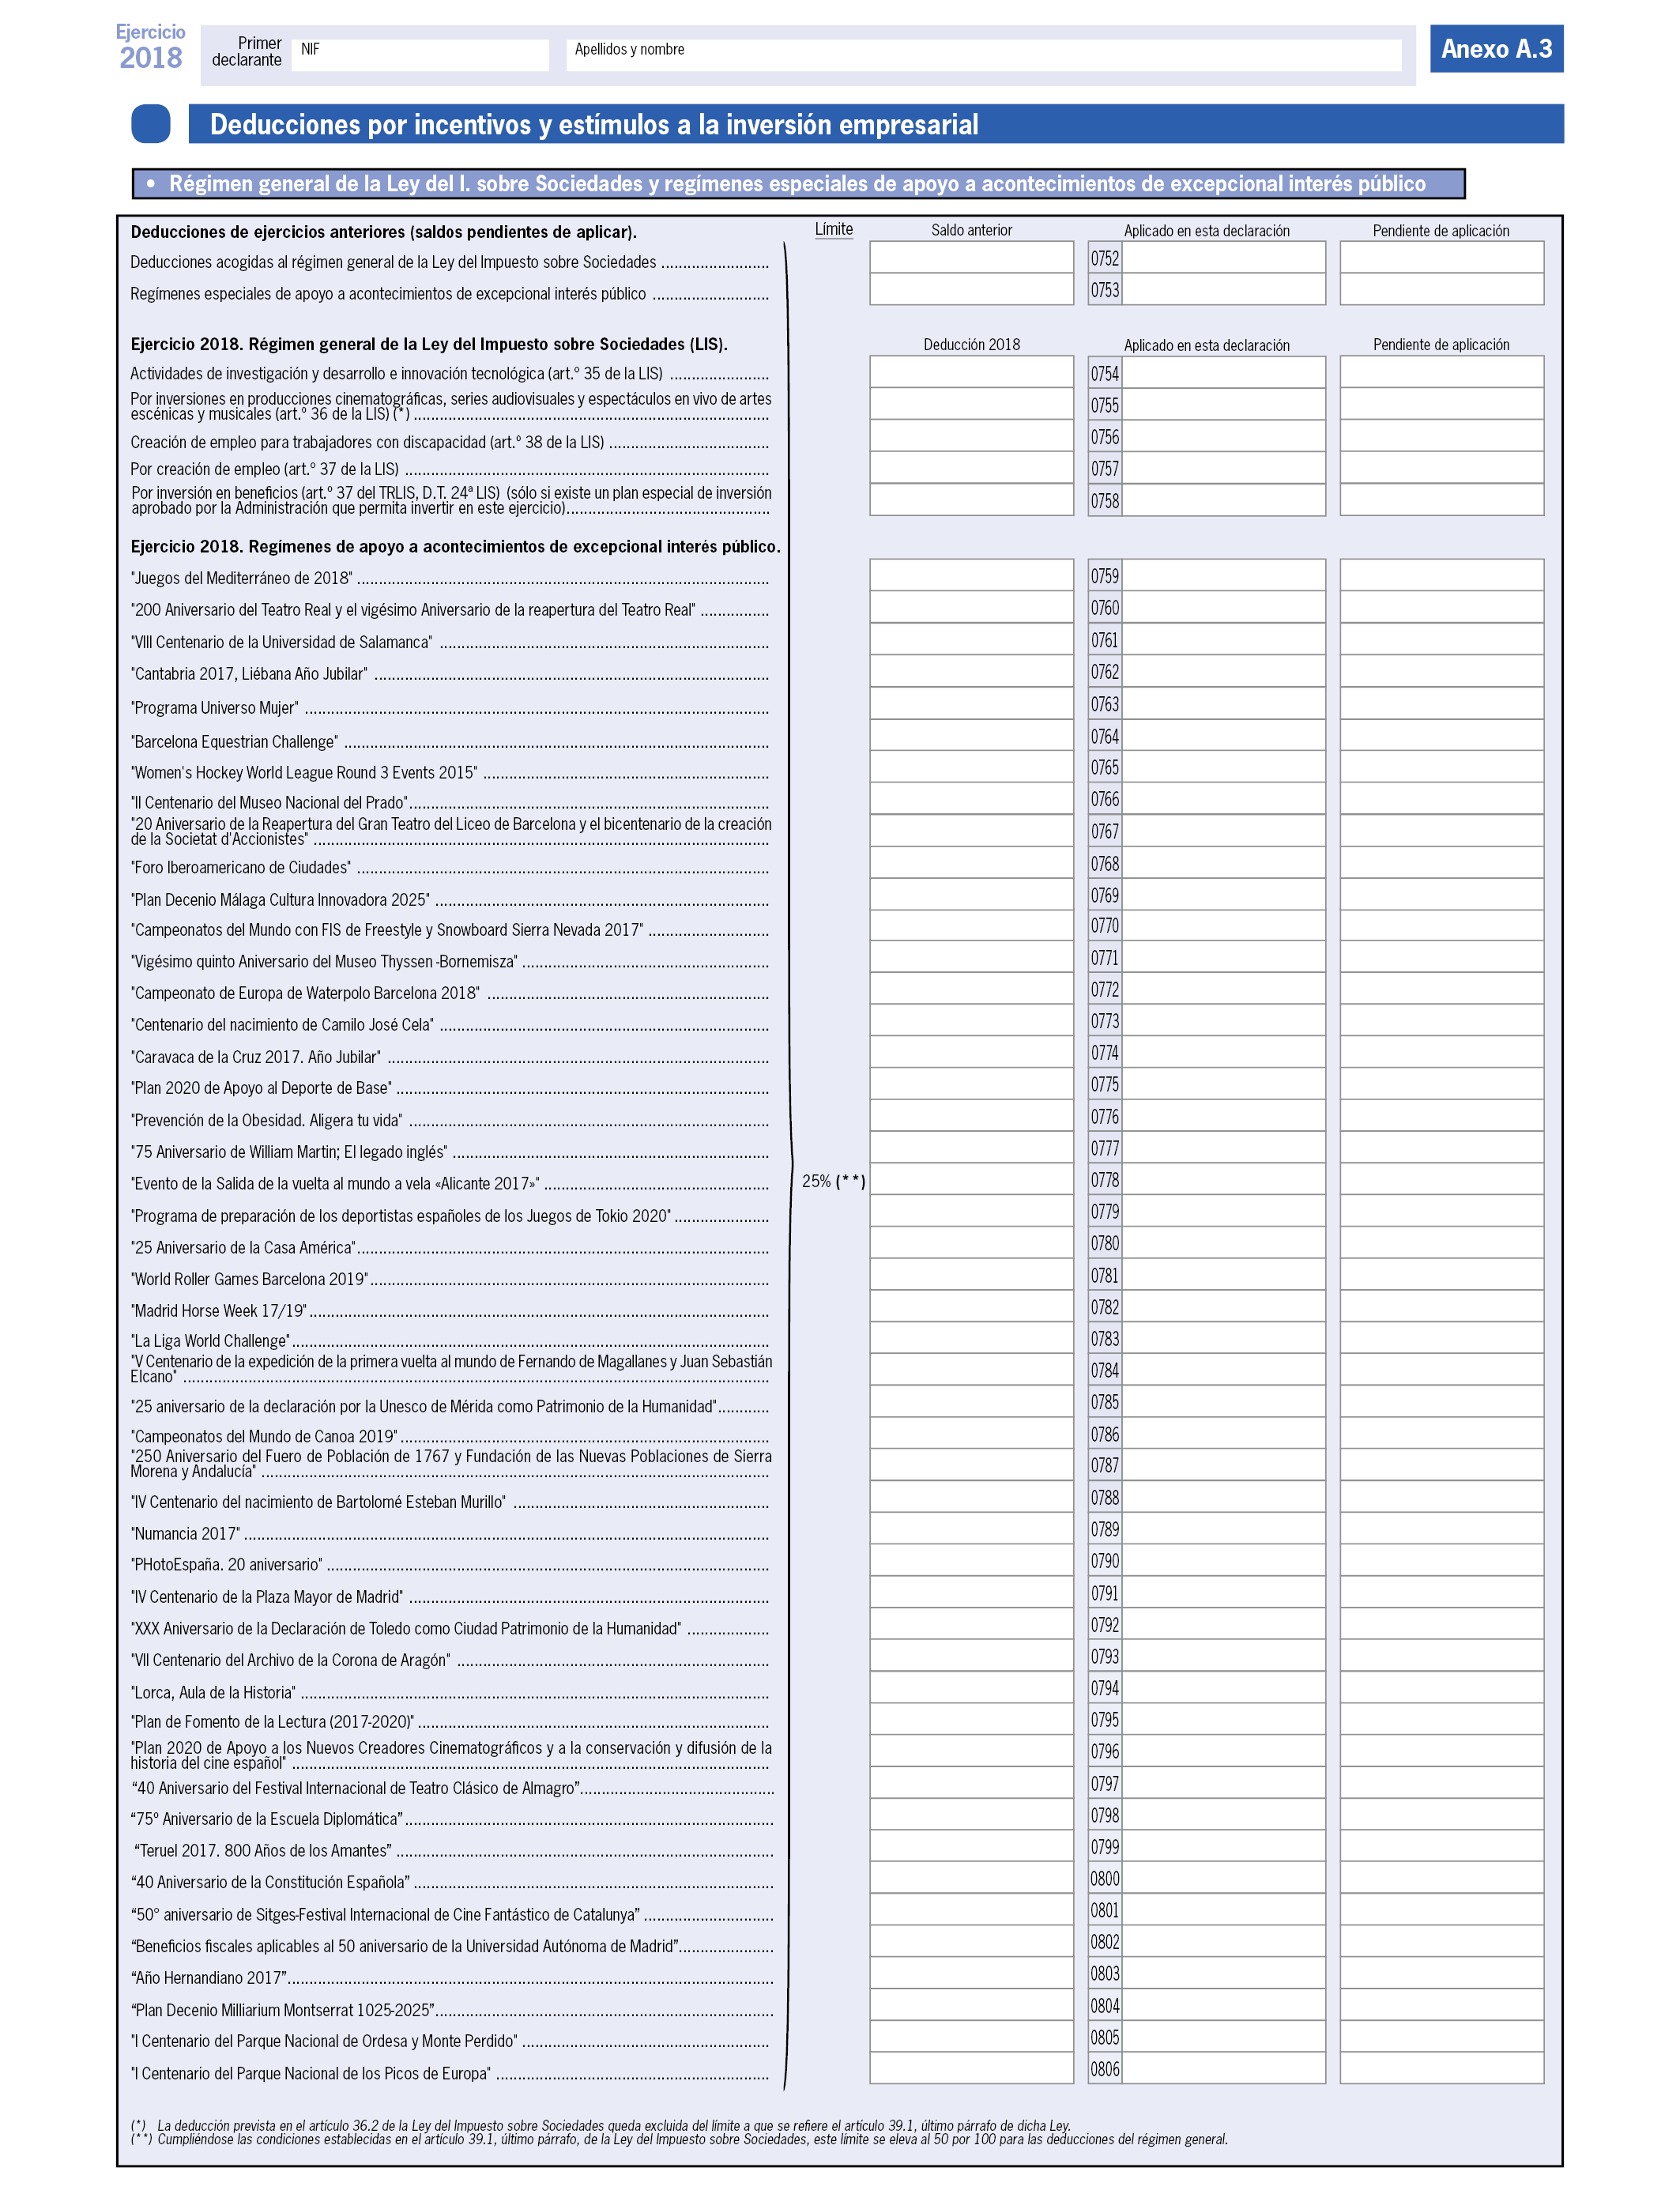 Ejercicio
2018
Primer
declarante
NIF
Apellidos y nombre
Anexo A.3
Deducciones por incentivos y estímulos a la inversión empresarial
• Régimen general de la Ley del I. sobre Sociedades y regímenes especiales de apoyo a acontecimientos de excepcional interés público
Deducciones de ejercicios anteriores (saldos pendientes de aplicar). Límite Saldo anterior Aplicado en esta declaración Pendiente de aplicación
Deducciones acogidas al régimen general de la Ley del Impuesto sobre Sociedades ......................... 0752
Regímenes especiales de apoyo a acontecimientos de excepcional interés público ........................... 0753
Ejercicio 2018. Régimen general de la Ley del Impuesto sobre Sociedades (LIS). Deducción 2018 Aplicado en esta declaración Pendiente de aplicación
Actividades de investigación y desarrollo e innovación tecnológica (art.º 35 de la LIS) ....................... 0754
Por inversiones en producciones cinematográficas, series audiovisuales y espectáculos en vivo de artes
escénicas y musicales (art.º 36 de la LIS) (*) .................................................................................. 0755
Creación de empleo para trabajadores con discapacidad (art.º 38 de la LIS) ..................................... 0756
Por creación de empleo (art.º 37 de la LIS) .................................................................................... 0757
Por inversión en beneficios (art.º 37 del TRLIS, D.T. 24ª LIS) (sólo si existe un plan especial de inversión
aprobado por la Administración que permita invertir en este ejercicio)............................................... 0758
Ejercicio 2018. Regímenes de apoyo a acontecimientos de excepcional interés público.
"Juegos del Mediterráneo de 2018" ............................................................................................... 0759
"200 Aniversario del Teatro Real y el vigésimo Aniversario de la reapertura del Teatro Real" ................ 0760
"VIII Centenario de la Universidad de Salamanca" ............................................................................ 0761
"Cantabria 2017, Liébana Año Jubilar" ........................................................................................... 0762
"Programa Universo Mujer" ........................................................................................................... 0763
"Barcelona Equestrian Challenge" .................................................................................................. 0764
"Women's Hockey World League Round 3 Events 2015" .................................................................. 0765
"II Centenario del Museo Nacional del Prado"................................................................................... 0766
"20 Aniversario de la Reapertura del Gran Teatro del Liceo de Barcelona y el bicentenario de la creación
de la Societat d'Accionistes" ......................................................................................................... 0767
"Foro Iberoamericano de Ciudades" ............................................................................................... 0768
"Plan Decenio Málaga Cultura Innovadora 2025" ............................................................................. 0769
"Campeonatos del Mundo con FIS de Freestyle y Snowboard Sierra Nevada 2017" ............................ 0770
"Vigésimo quinto Aniversario del Museo Thyssen -Bornemisza" ......................................................... 0771
"Campeonato de Europa de Waterpolo Barcelona 2018" ................................................................. 0772
"Centenario del nacimiento de Camilo José Cela" ............................................................................ 0773
"Caravaca de la Cruz 2017. Año Jubilar" ........................................................................................ 0774
"Plan 2020 de Apoyo al Deporte de Base" ...................................................................................... 0775
"Prevención de la Obesidad. Aligera tu vida" ................................................................................... 0776
"75 Aniversario de William Martin; El legado inglés" ......................................................................... 0777
"Evento de la Salida de la vuelta al mundo a vela «Alicante 2017»" .................................................... 25% (**) 0778
"Programa de preparación de los deportistas españoles de los Juegos de Tokio 2020" ...................... 0779
"25 Aniversario de la Casa América"............................................................................................... 0780
"World Roller Games Barcelona 2019"............................................................................................ 0781
"Madrid Horse Week 17/19".......................................................................................................... 0782
"La Liga World Challenge".............................................................................................................. 0783
"V Centenario de la expedición de la primera vuelta al mundo de Fernando de Magallanes y Juan Sebastián
Elcano" ....................................................................................................................................... 0784
"25 aniversario de la declaración por la Unesco de Mérida como Patrimonio de la Humanidad"............ 0785
"Campeonatos del Mundo de Canoa 2019"..................................................................................... 0786
"250 Aniversario del Fuero de Población de 1767 y Fundación de las Nuevas Poblaciones de Sierra
Morena y Andalucía" ..................................................................................................................... 0787
"IV Centenario del nacimiento de Bartolomé Esteban Murillo" ........................................................... 0788
"Numancia 2017" ......................................................................................................................... 0789
"PHotoEspaña. 20 aniversario" ...................................................................................................... 0790
"IV Centenario de la Plaza Mayor de Madrid" ................................................................................... 0791
"XXX Aniversario de la Declaración de Toledo como Ciudad Patrimonio de la Humanidad" ................... 0792
"VII Centenario del Archivo de la Corona de Aragón" ........................................................................ 0793
"Lorca, Aula de la Historia" ............................................................................................................ 0794
"Plan de Fomento de la Lectura (2017-2020)" ................................................................................. 0795
"Plan 2020 de Apoyo a los Nuevos Creadores Cinematográficos y a la conservación y difusión de la
historia del cine español" .............................................................................................................. 0796
“40 Aniversario del Festival Internacional de Teatro Clásico de Almagro”............................................. 0797
“75º Aniversario de la Escuela Diplomática”..................................................................................... 0798
“Teruel 2017. 800 Años de los Amantes” ....................................................................................... 0799
“40 Aniversario de la Constitución Española” ................................................................................... 0800
“50° aniversario de Sitges-Festival Internacional de Cine Fantástico de Catalunya” .............................. 0801
“Beneficios fiscales aplicables al 50 aniversario de la Universidad Autónoma de Madrid”...................... 0802
“Año Hernandiano 2017”................................................................................................................ 0803
“Plan Decenio Milliarium Montserrat 1025-2025”.............................................................................. 0804
"I Centenario del Parque Nacional de Ordesa y Monte Perdido" ......................................................... 0805
"I Centenario del Parque Nacional de los Picos de Europa" ............................................................... 0806
(*) La deducción prevista en el artículo 36.2 de la Ley del Impuesto sobre Sociedades queda excluida del límite a que se refiere el artículo 39.1, último párrafo de dicha Ley.
(**) Cumpliéndose las condiciones establecidas en el artículo 39.1, último párrafo, de la Ley del Impuesto sobre Sociedades, este límite se eleva al 50 por 100 para las deducciones del régimen general.